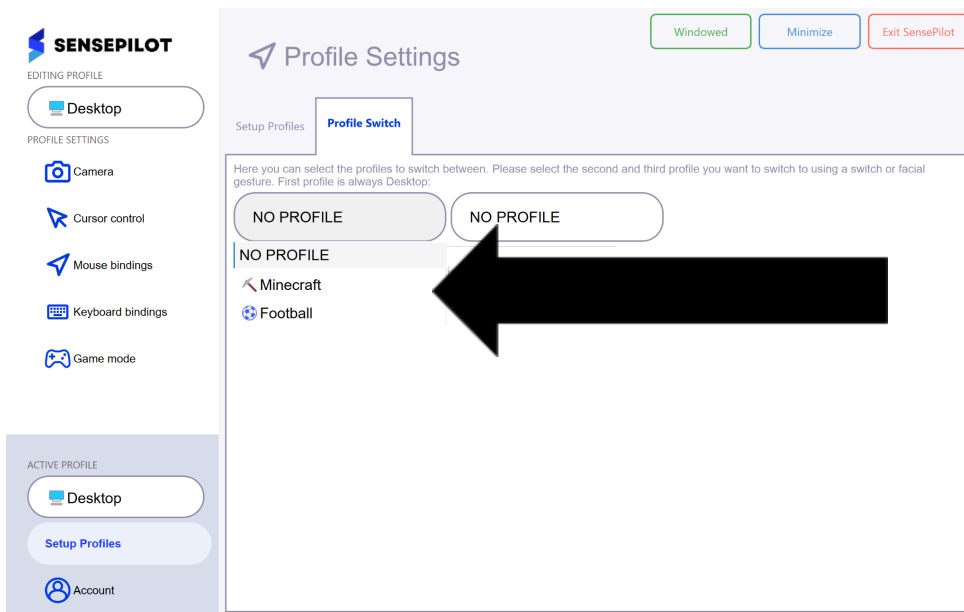 SENSEPILOT
EDITING PROFILE
Desktop
PROFILE SETTINGS
Camera
Cursor control
Mouse bindings
Keyboard bindings
Game mode
ACTIVE PROFILE
Desktop
Setup Profiles
Account
Windowed
Minimize
Exit SensePilot
Profile Settings
Setup Profiles
Profile Switch
Here you can select the profiles to switch between. Please select the second and third profile you want to switch to using a switch or facial
gesture. First profile is always Desktop:
NO PROFILE
NO PROFILE
NO PROFILE
Minecraft
Football